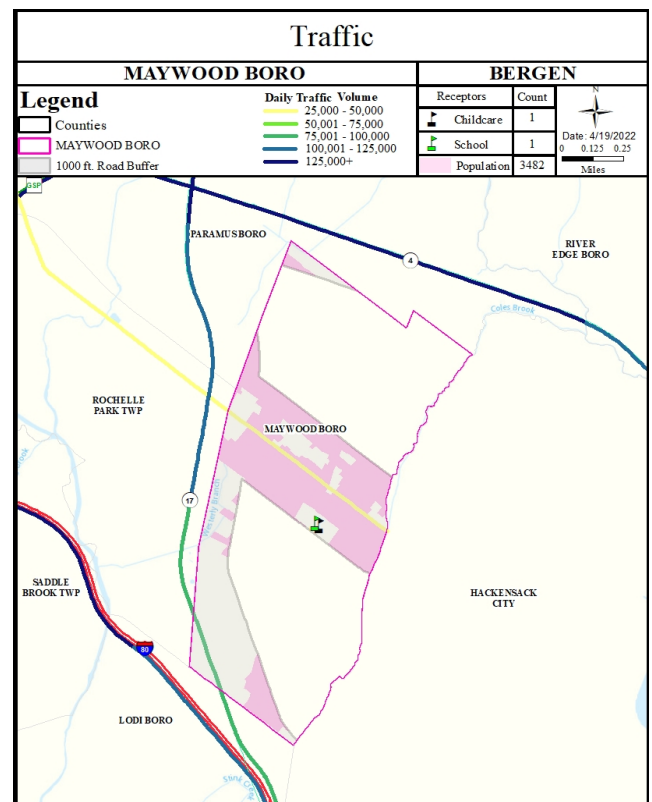 Traffic
MAYWOOD BORO
BERGEN
Legend
Counties
MAYWOOD BORO
1000 ft. Road Buffer
Daily Traffic Volume
25,000 - 50,000
50,001 - 75,000
75,001 - 100,000
100,001 - 125,000
125,000+
Receptors Count
Childcare 1
School 1
Population 3482
N
Date: 4/19/2022
0 0.125 0.25
Miles
GSP
PARAMUS BORO
RIVER
EDGE BORO
4
Coles Brook
ROCHELLE
PARK TWP
MAYWOOD BORO
17
Westerly Branch
SADDLE
BROOK TWP
HACKENSACK
CITY
80
LODI BORO